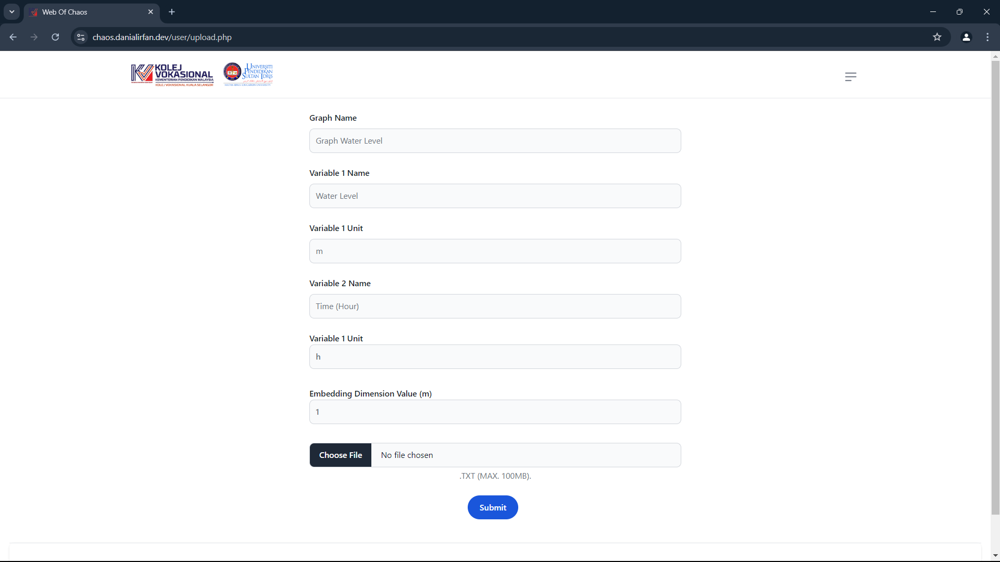 Web Of Chaos
chaos.danialirfan.dev/user/upload.php
KOLEJ
VOKASIONAL
KEMENTERIAN PENDIDIKAN MALAYSIA
KOLEJ VOKASIONAL KUALA SELANGOR
UNIVERSITI
PENDIDIKAN
SULTAN IDRIS
SULTAN IDRIS EDUCATION UNIVERSITY
Graph Name
Graph Water Level
Variable 1 Name
Water Level
Variable 1 Unit
m
Variable 2 Name
Time (Hour)
Variable 1 Unit
h
Embedding Dimension Value (m)
1
Choose File No file chosen
.TXT (MAX. 100MB).
Submit